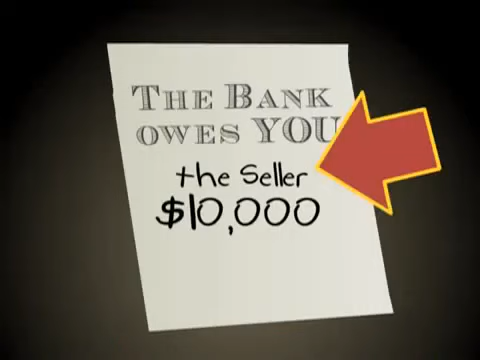 THE BANK
OWES YOU
the Seller
$10,000